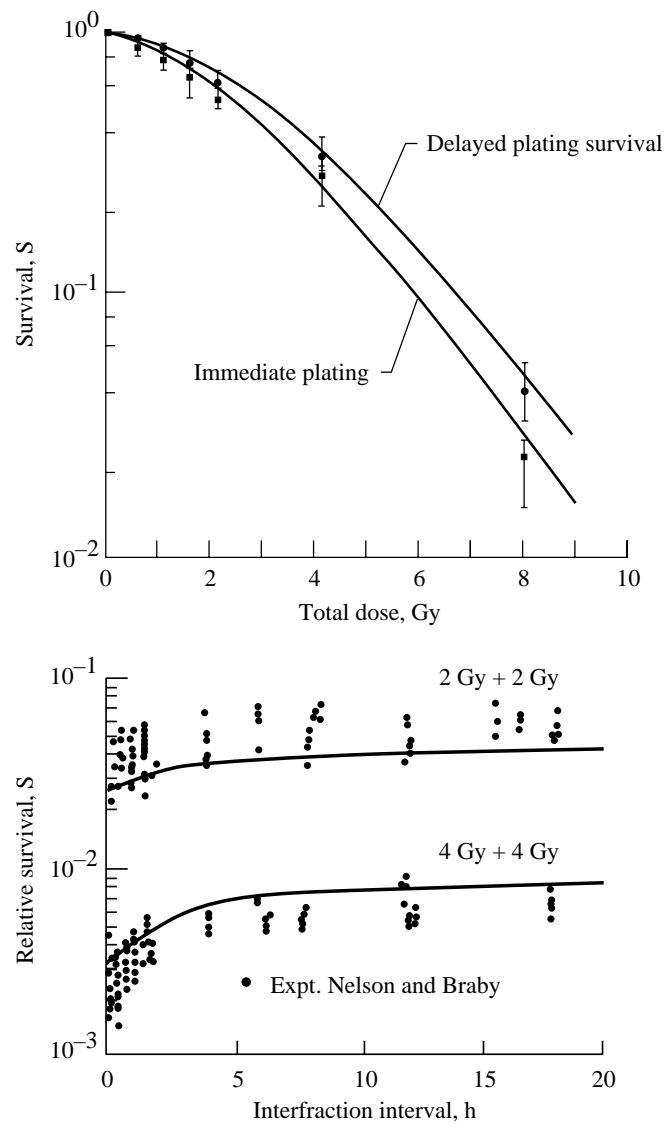 10^0
10^–1
10^–2
Survival, S
Delayed plating survival
Immediate plating
0 2 4 6 8 10
Total dose, Gy
10^–1
10^–2
10^–3
Relative survival, S
2 Gy + 2 Gy
4 Gy + 4 Gy
Expt. Nelson and Braby
0 5 10 15 20
Interfraction interval, h